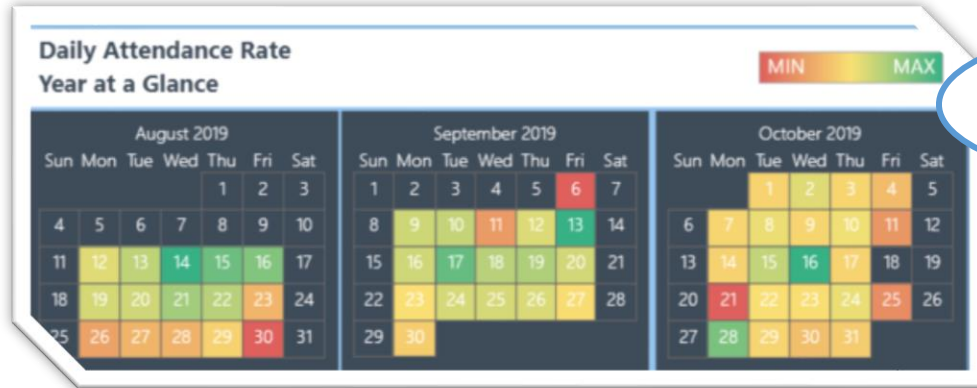 Daily Attendance Rate
Year at a Glance
MIN MAX
August 2019
Sun Mon Tue Wed Thu Fri Sat
1 2 3
4 5 6 7 8 9 10
11 12 13 14 15 16 17
18 19 20 21 22 23 24
25 26 27 28 29 30 31
September 2019
Sun Mon Tue Wed Thu Fri Sat
1 2 3 4 5 6 7
8 9 10 11 12 13 14
15 16 17 18 19 20 21
22 23 24 25 26 27 28
29 30
October 2019
Sun Mon Tue Wed Thu Fri Sat
1 2 3 4 5
6 7 8 9 10 11 12
13 14 15 16 17 18 19
20 21 22 23 24 25 26
27 28 29 30 31